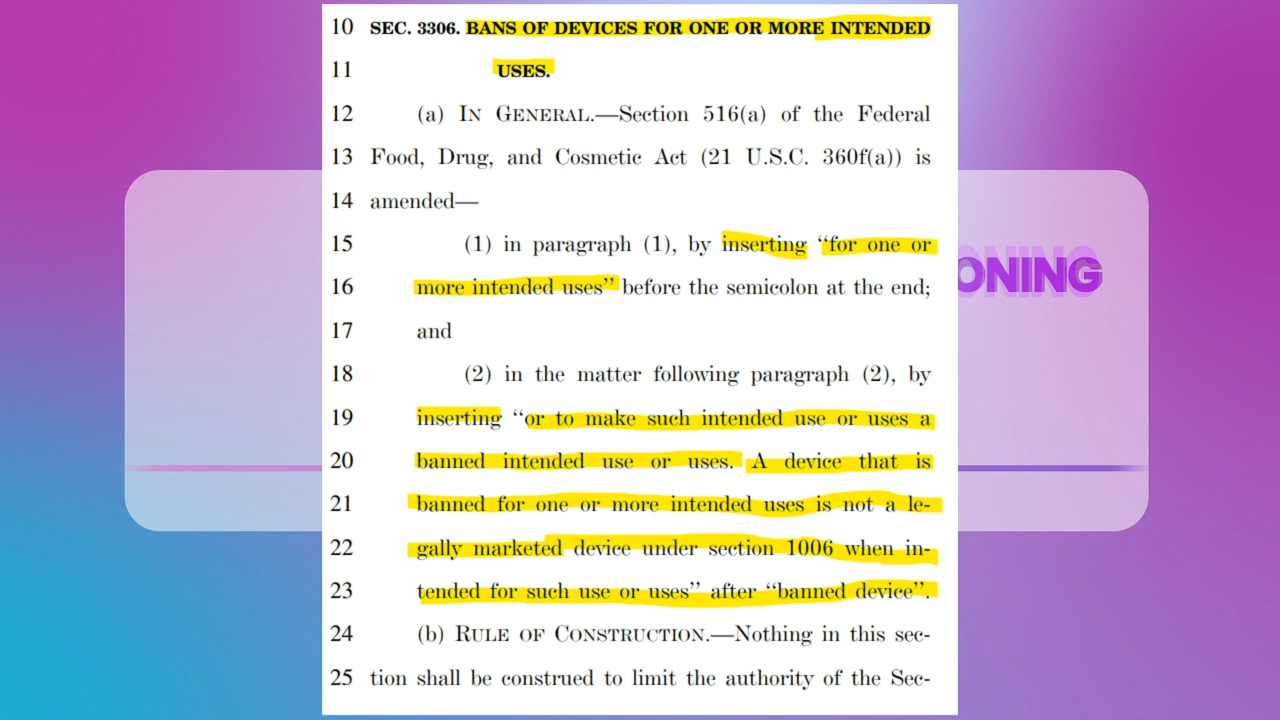 10 SEC. 3306. BANS OF DEVICES FOR ONE OR MORE INTENDED
11 USES.
12 (a) IN GENERAL.—Section 516(a) of the Federal
13 Food, Drug, and Cosmetic Act (21 U.S.C. 360f(a)) is
14 amended—
15 (1) in paragraph (1), by inserting “for one or
ONING
16 more intended uses” before the semicolon at the end;
17 and
18 (2) in the matter following paragraph (2), by
19 inserting “or to make such intended use or uses a
20 banned intended use or uses. A device that is
21 banned for one or more intended uses is not a le-
22 gally marketed device under section 1006 when in-
23 tended for such use or uses” after “banned device”.
24 (b) RULE OF CONSTRUCTION.—Nothing in this sec-
25 tion shall be construed to limit the authority of the Sec-